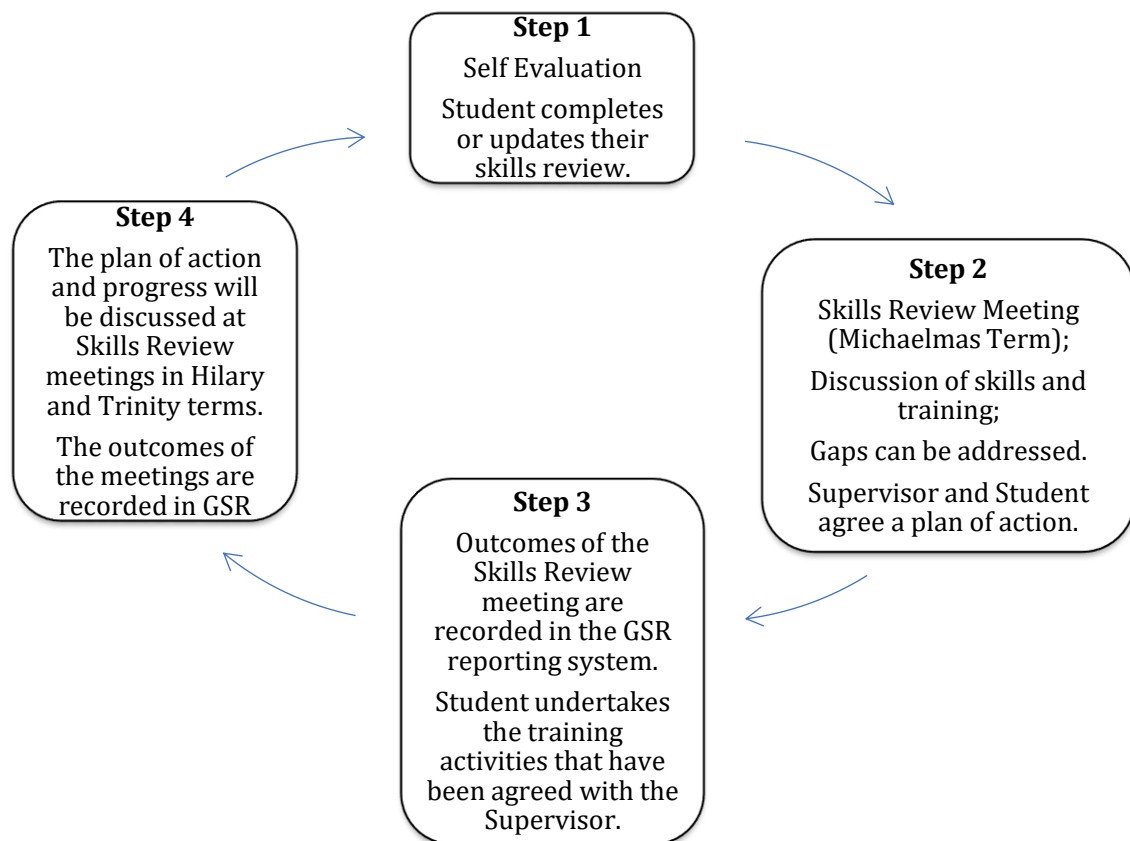 Step 1
Self Evaluation
Student completes
or updates their
skills review.
Step 2
Skills Review Meeting
(Michaelmas Term);
Discussion of skills and
training;
Gaps can be addressed.
Supervisor and Student
agree a plan of action.
Step 3
Outcomes of the
Skills Review
meeting are
recorded in the GSR
reporting system.
Student undertakes
the training
activities that have
been agreed with the
Supervisor.
Step 4
The plan of action
and progress will
be discussed at
Skills Review
meetings in Hilary
and Trinity terms.
The outcomes of
the meetings are
recorded in GSR